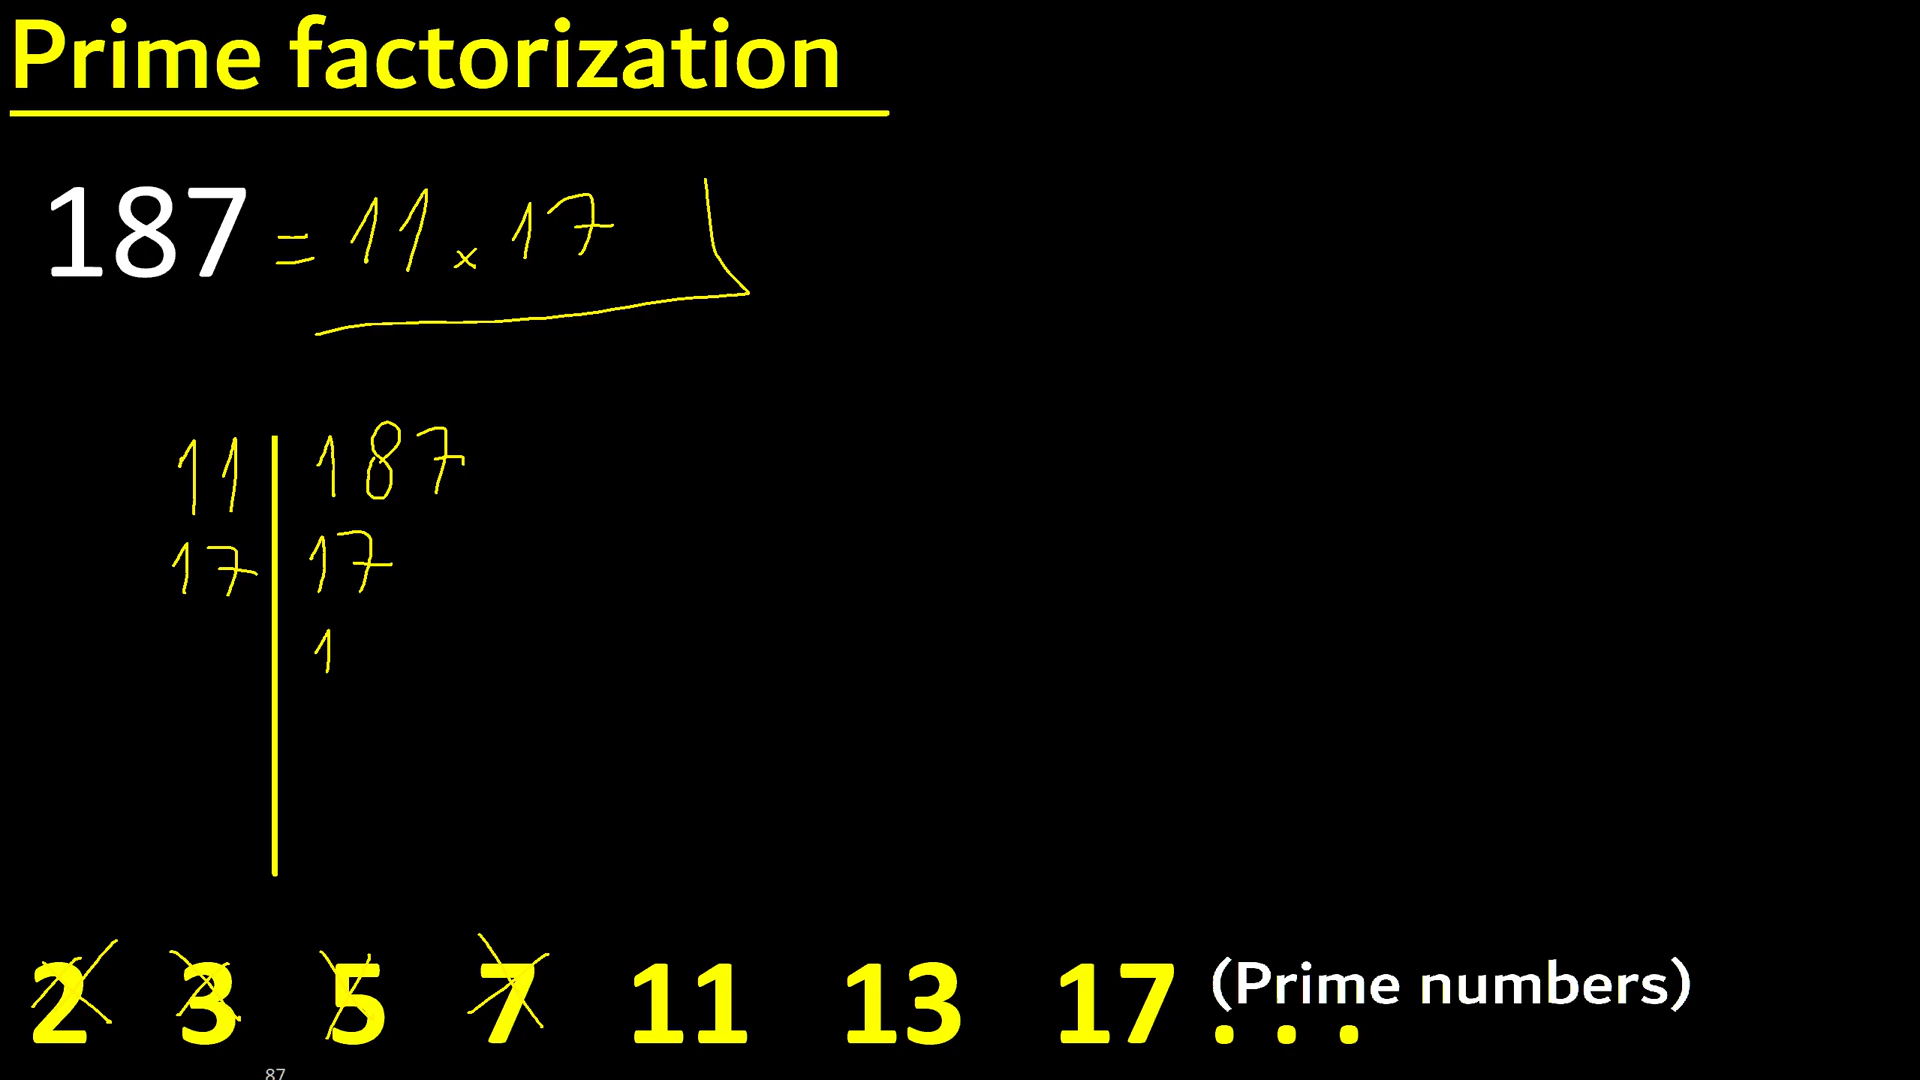 Prime factorization
187 = 11 x 17
11 | 187
17 | 17
1
2 3 5 7 11 13 17 ... (Prime numbers)
87